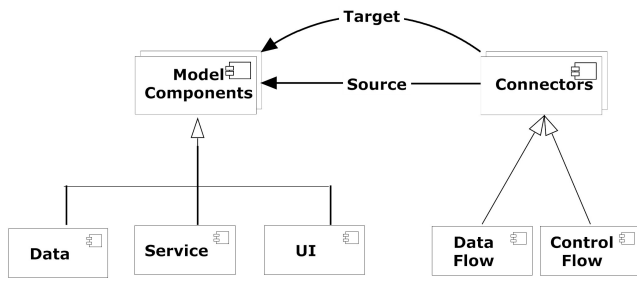 Target
Model
Components
Source
Connectors
Data
Service
UI
Data
Flow
Control
Flow